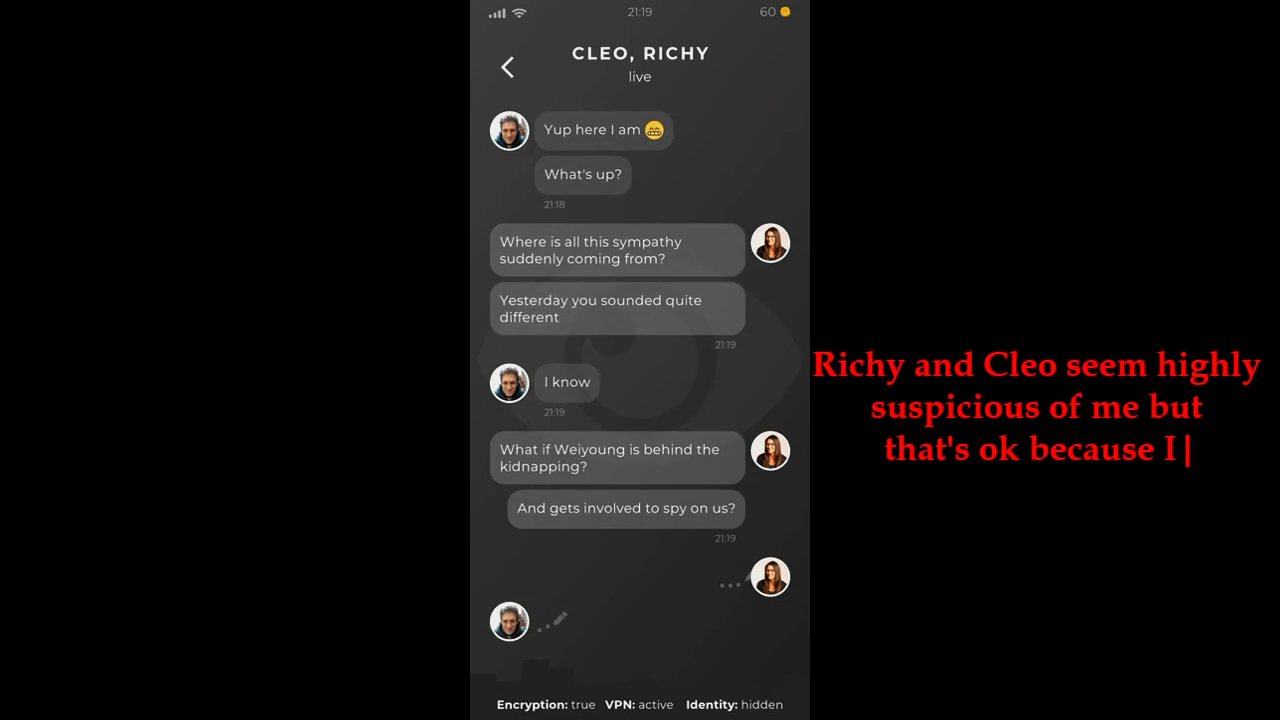 21:19
60
CLEO, RICHY
live
Yup here I am 😁
What's up?
21:18
Where is all this sympathy
suddenly coming from?
Yesterday you sounded quite
different
21:19
I know
21:19
What if Weiyoung is behind the
kidnapping?
And gets involved to spy on us?
21:19
Richy and Cleo seem highly
suspicious of me but
that's ok because I|
Encryption: true VPN: active Identity: hidden